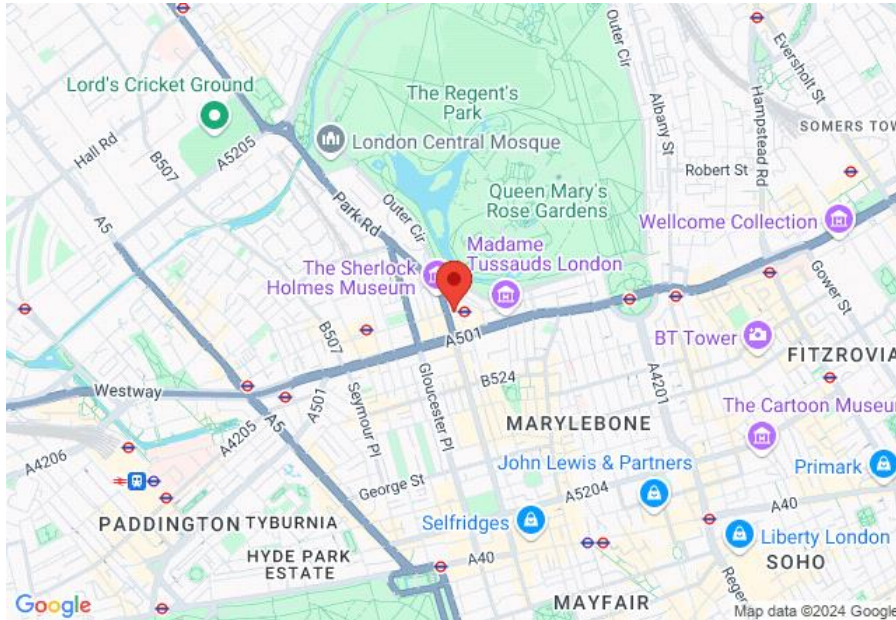 Lord's Cricket Ground
Hall Rd
B507
A5205
The Regent's
Park
London Central Mosque
Outer Cir
Albany St
Hampstead Rd
Eversholt St
SOMERS TOW
Robert St
A5
Park Rd
Outer Cir
Queen Mary's
Rose Gardens
Wellcome Collection
The Sherlock
Holmes Museum
Madame
Tussauds London
Gower St
B507
A501
BT Tower
FITZROVIA
Westway
A501
Seymour Pl
Gloucester Pl
B524
A4201
MARYLEBONE
The Cartoon Museum
A4206
A4205
A5
George St
John Lewis & Partners
A5204
Primark
PADDINGTON
TYBURNIA
Selfridges
A40
Liberty London
HYDE PARK
ESTATE
A40
SOHO
MAYFAIR
Reger
Google
Map data ©2024 Google